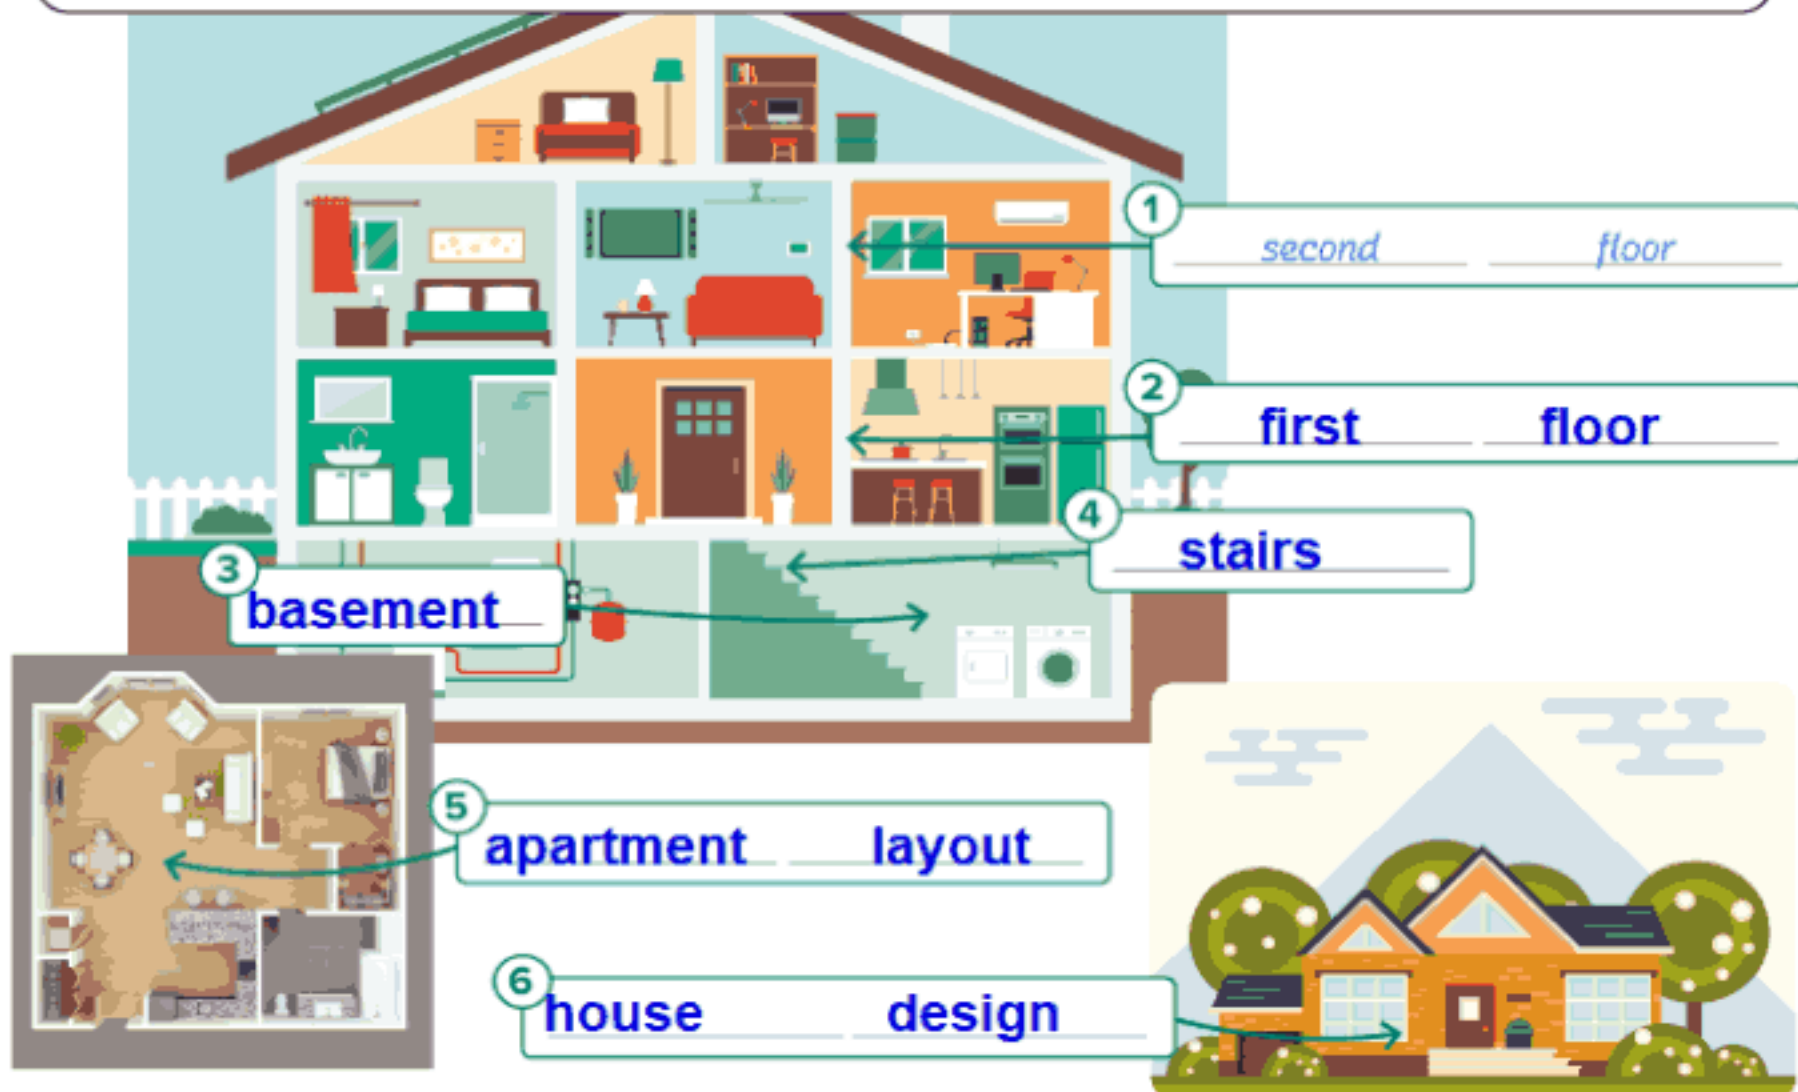 1
second floor
2
first floor
4
stairs
3
basement
5
apartment layout
6
house design